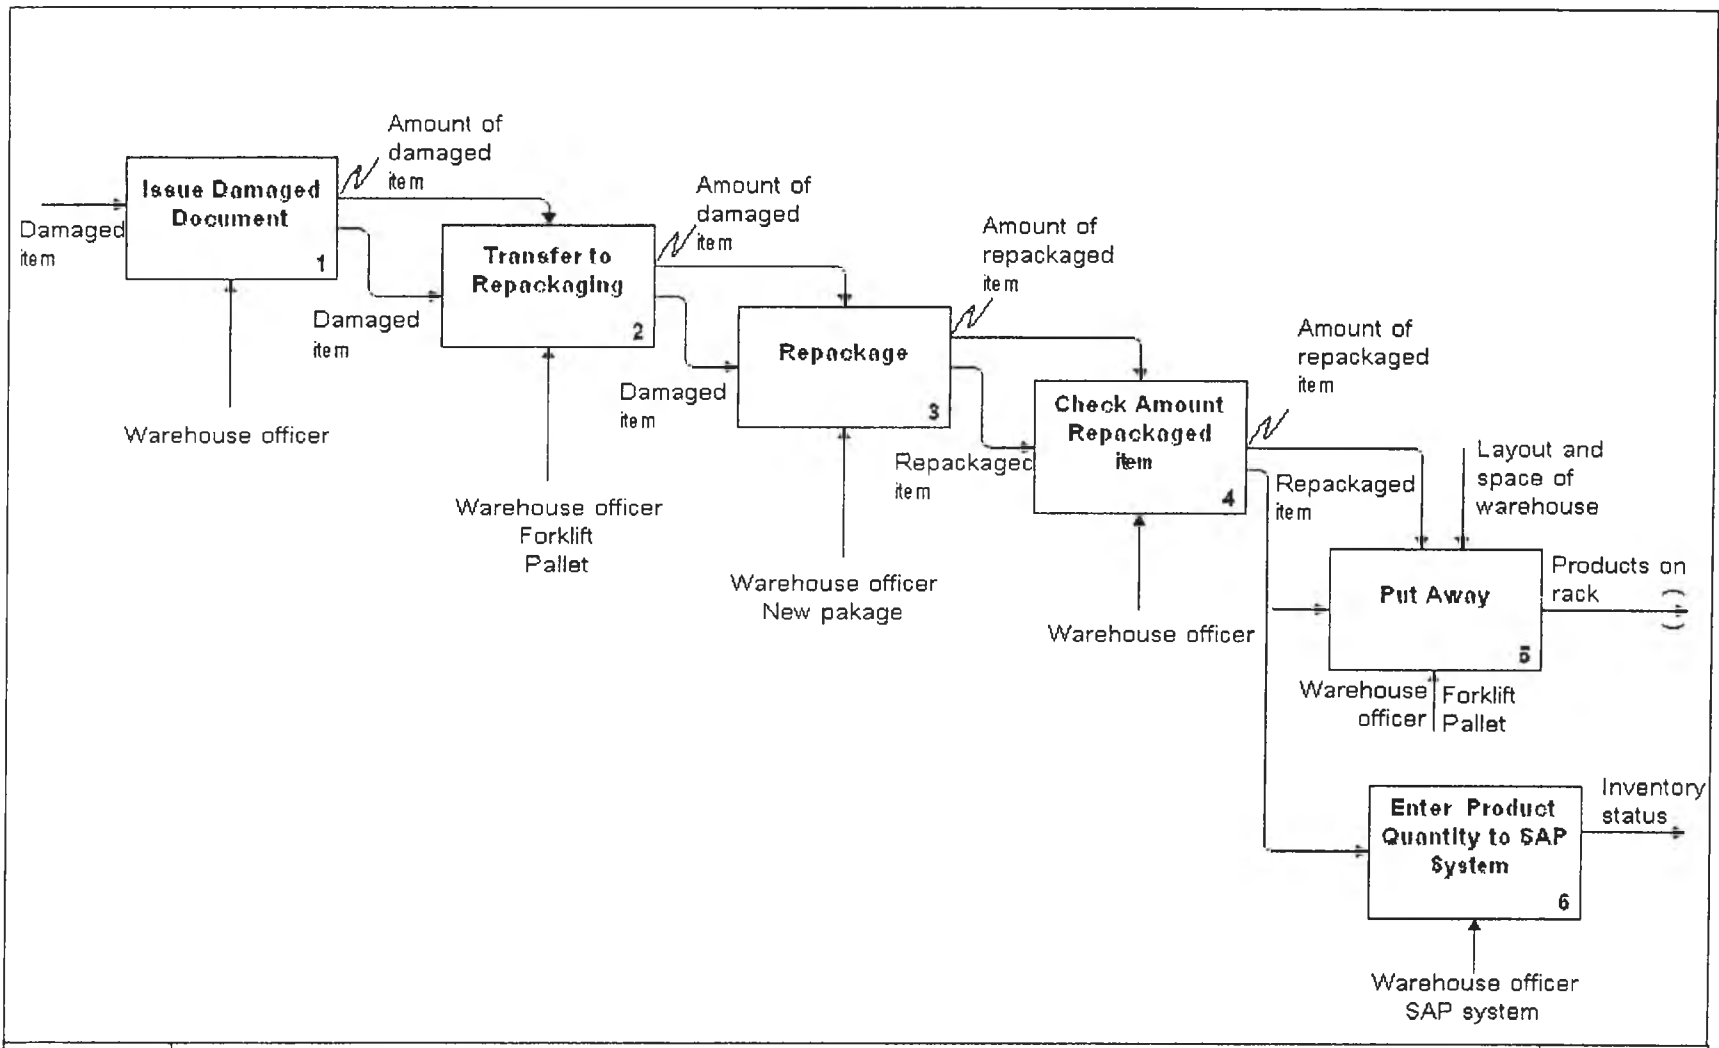 Amount of
damaged
item
Issue Damaged
Document
1
Damaged
item
Warehouse officer
Damaged
item
Amount of
damaged
item
Transfer to
Repackaging
2
Warehouse officer
Forklift
Pallet
Damaged
item
Amount of
repackaged
item
Repackage
3
Warehouse officer
New pakage
Repackaged
item
Amount of
repackaged
item
Check Amount
Repackaged
item
4
Warehouse officer
Repackaged
item
Layout and
space of
warehouse
Put Away
5
Products on
rack
Warehouse
officer
Forklift
Pallet
Enter Product
Quantity to SAP
System
6
Inventory
status
Warehouse officer
SAP system